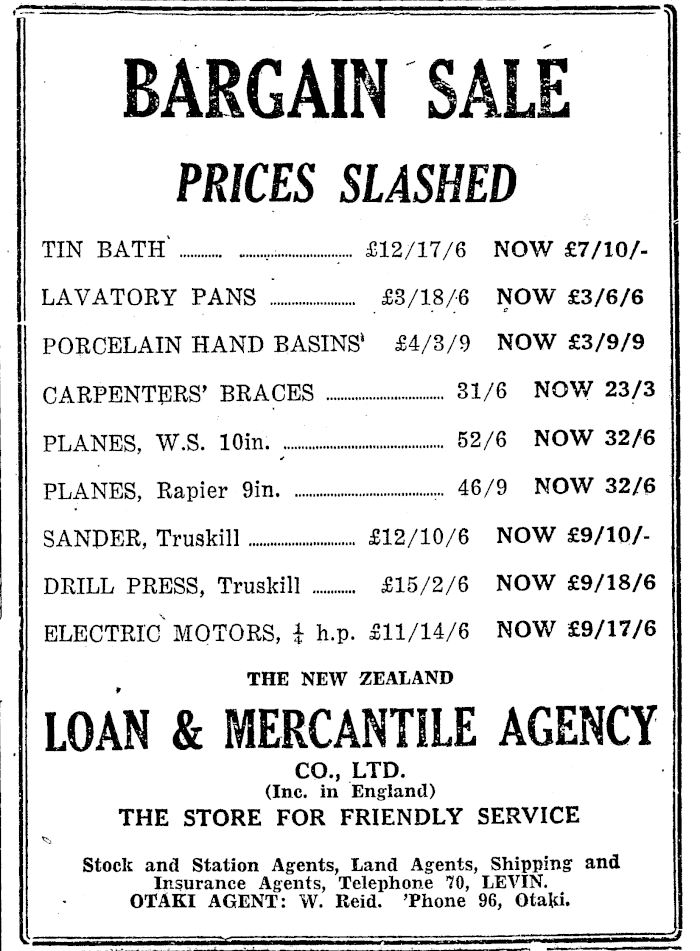 BARGAIN SALE
PRICES SLASHED
TIN BATH ........... ............................ £12/17/6 NOW £7/10/-
LAVATORY PANS ..................... £3/18/6 NOW £3/6/6
PORCELAIN HAND BASINS £4/3/9 NOW £3/9/9
CARPENTERS' BRACES ............................. 31/6 NOW 23/3
PLANES, W.S. 10in. ........................................ 52/6 NOW 32/6
PLANES, Rapier 9in. ..................................... 46/9 NOW 32/6
SANDER, Truskill ........................... £12/10/6 NOW £9/10/-
DRILL PRESS, Truskill ........... £15/2/6 NOW £9/18/6
ELECTRIC MOTORS, ¼ h.p. £11/14/6 NOW £9/17/6
THE NEW ZEALAND
LOAN & MERCANTILE AGENCY
CO., LTD.
(Inc. in England)
THE STORE FOR FRIENDLY SERVICE
Stock and Station Agents, Land Agents, Shipping and
Insurance Agents, Telephone 70, LEVIN.
OTAKI AGENT: W. Reid. 'Phone 96, Otaki.